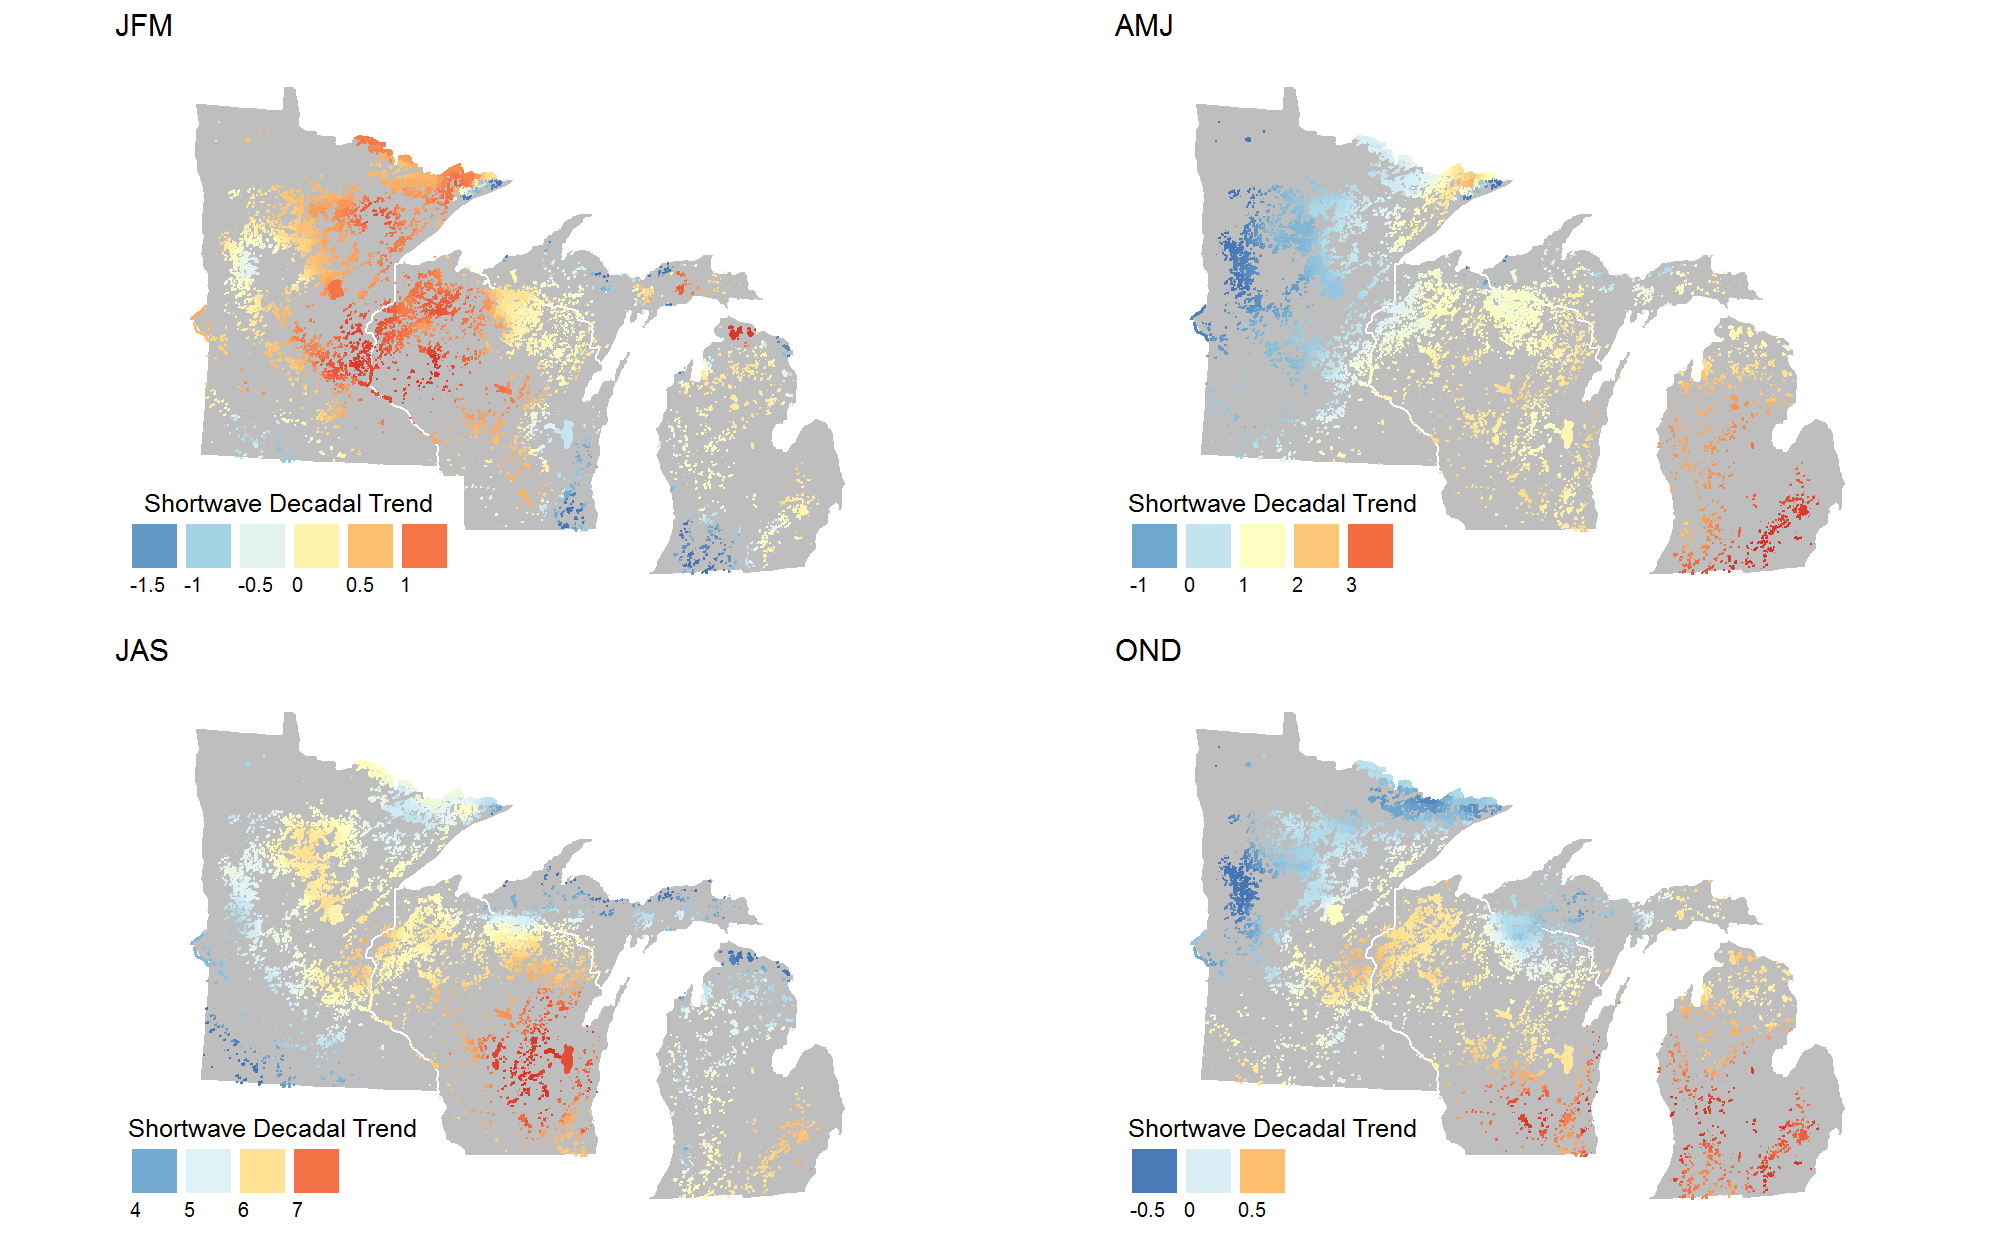 JFM
AMJ
Shortwave Decadal Trend
-1.5 -1 -0.5 0 0.5 1
Shortwave Decadal Trend
-1 0 1 2 3
JAS
OND
Shortwave Decadal Trend
4 5 6 7
Shortwave Decadal Trend
-0.5 0 0.5